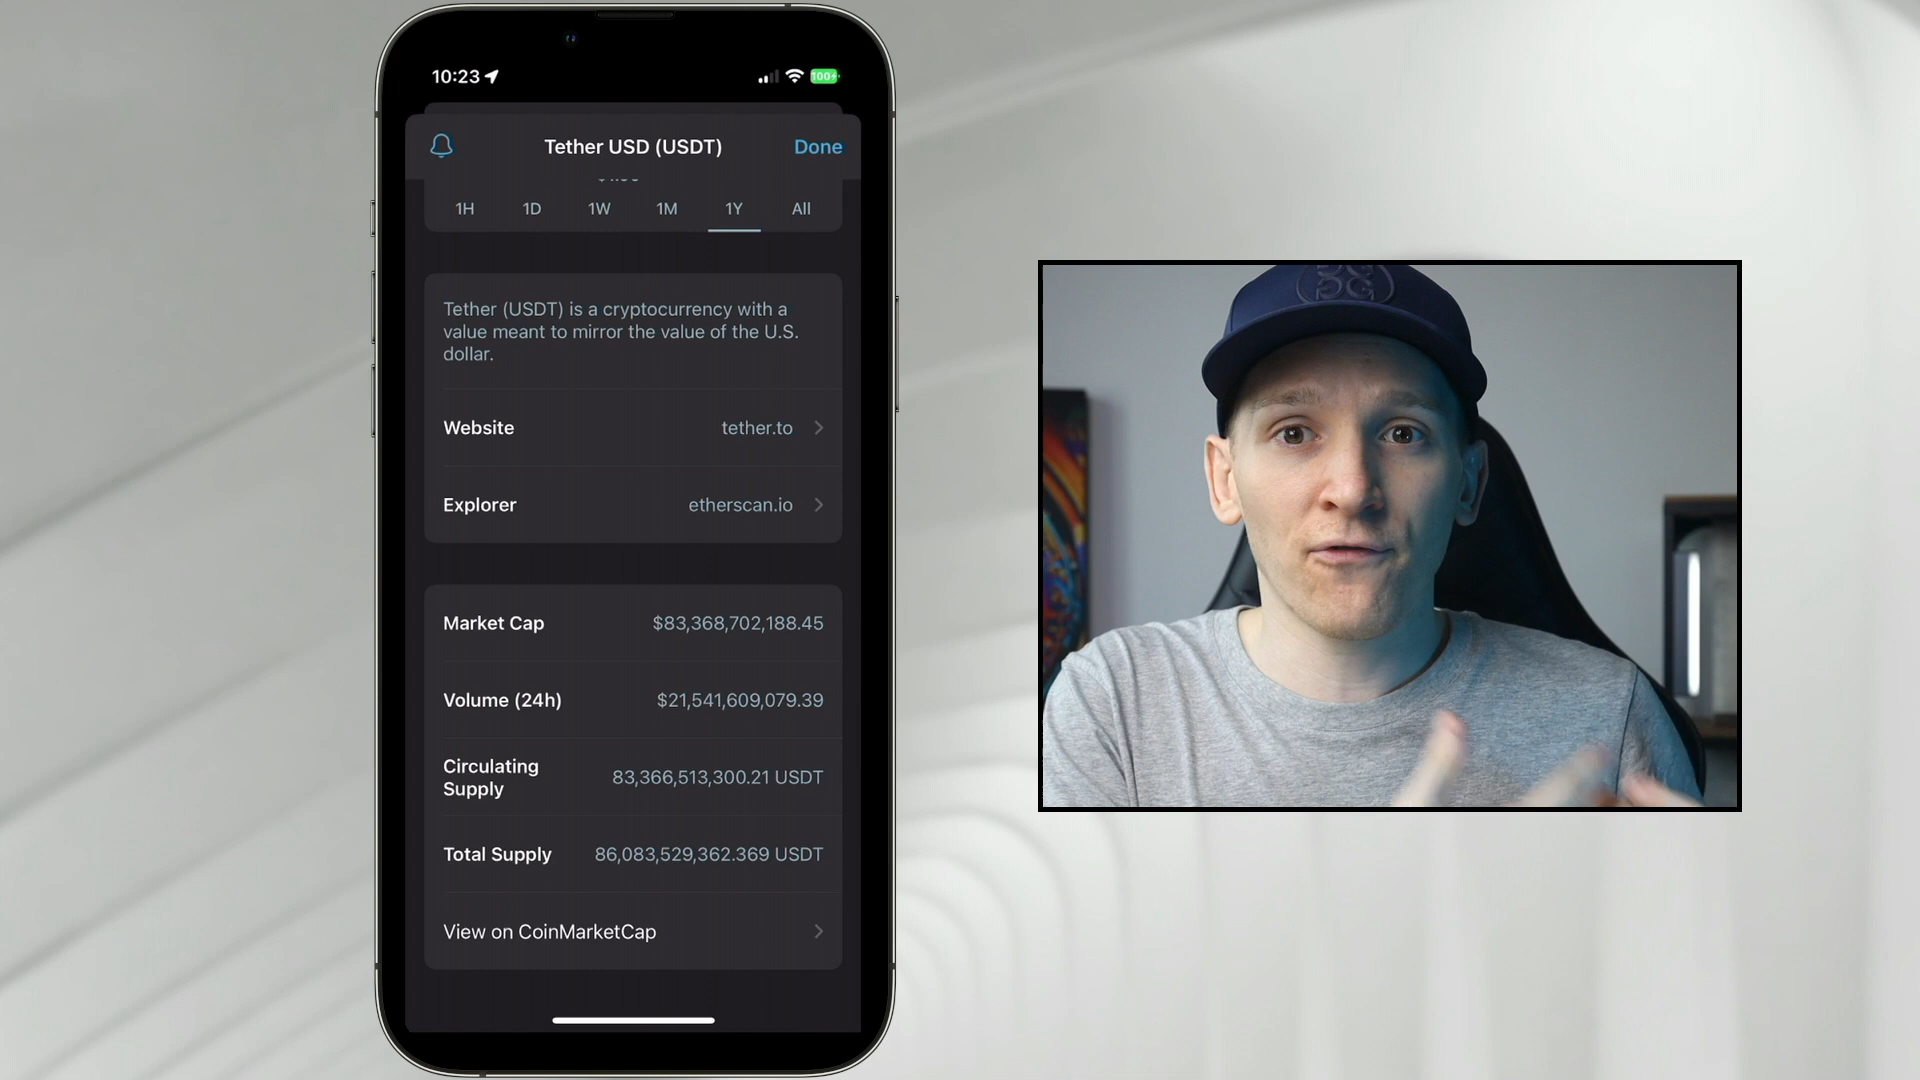 10:23
100
Tether USD (USDT)
Done
1H 1D 1W 1M 1Y All
Tether (USDT) is a cryptocurrency with a
value meant to mirror the value of the U.S.
dollar.
Website tether.to
Explorer etherscan.io
Market Cap $83,368,702,188.45
Volume (24h) $21,541,609,079.39
Circulating
Supply 83,366,513,300.21 USDT
Total Supply 86,083,529,362.369 USDT
View on CoinMarketCap